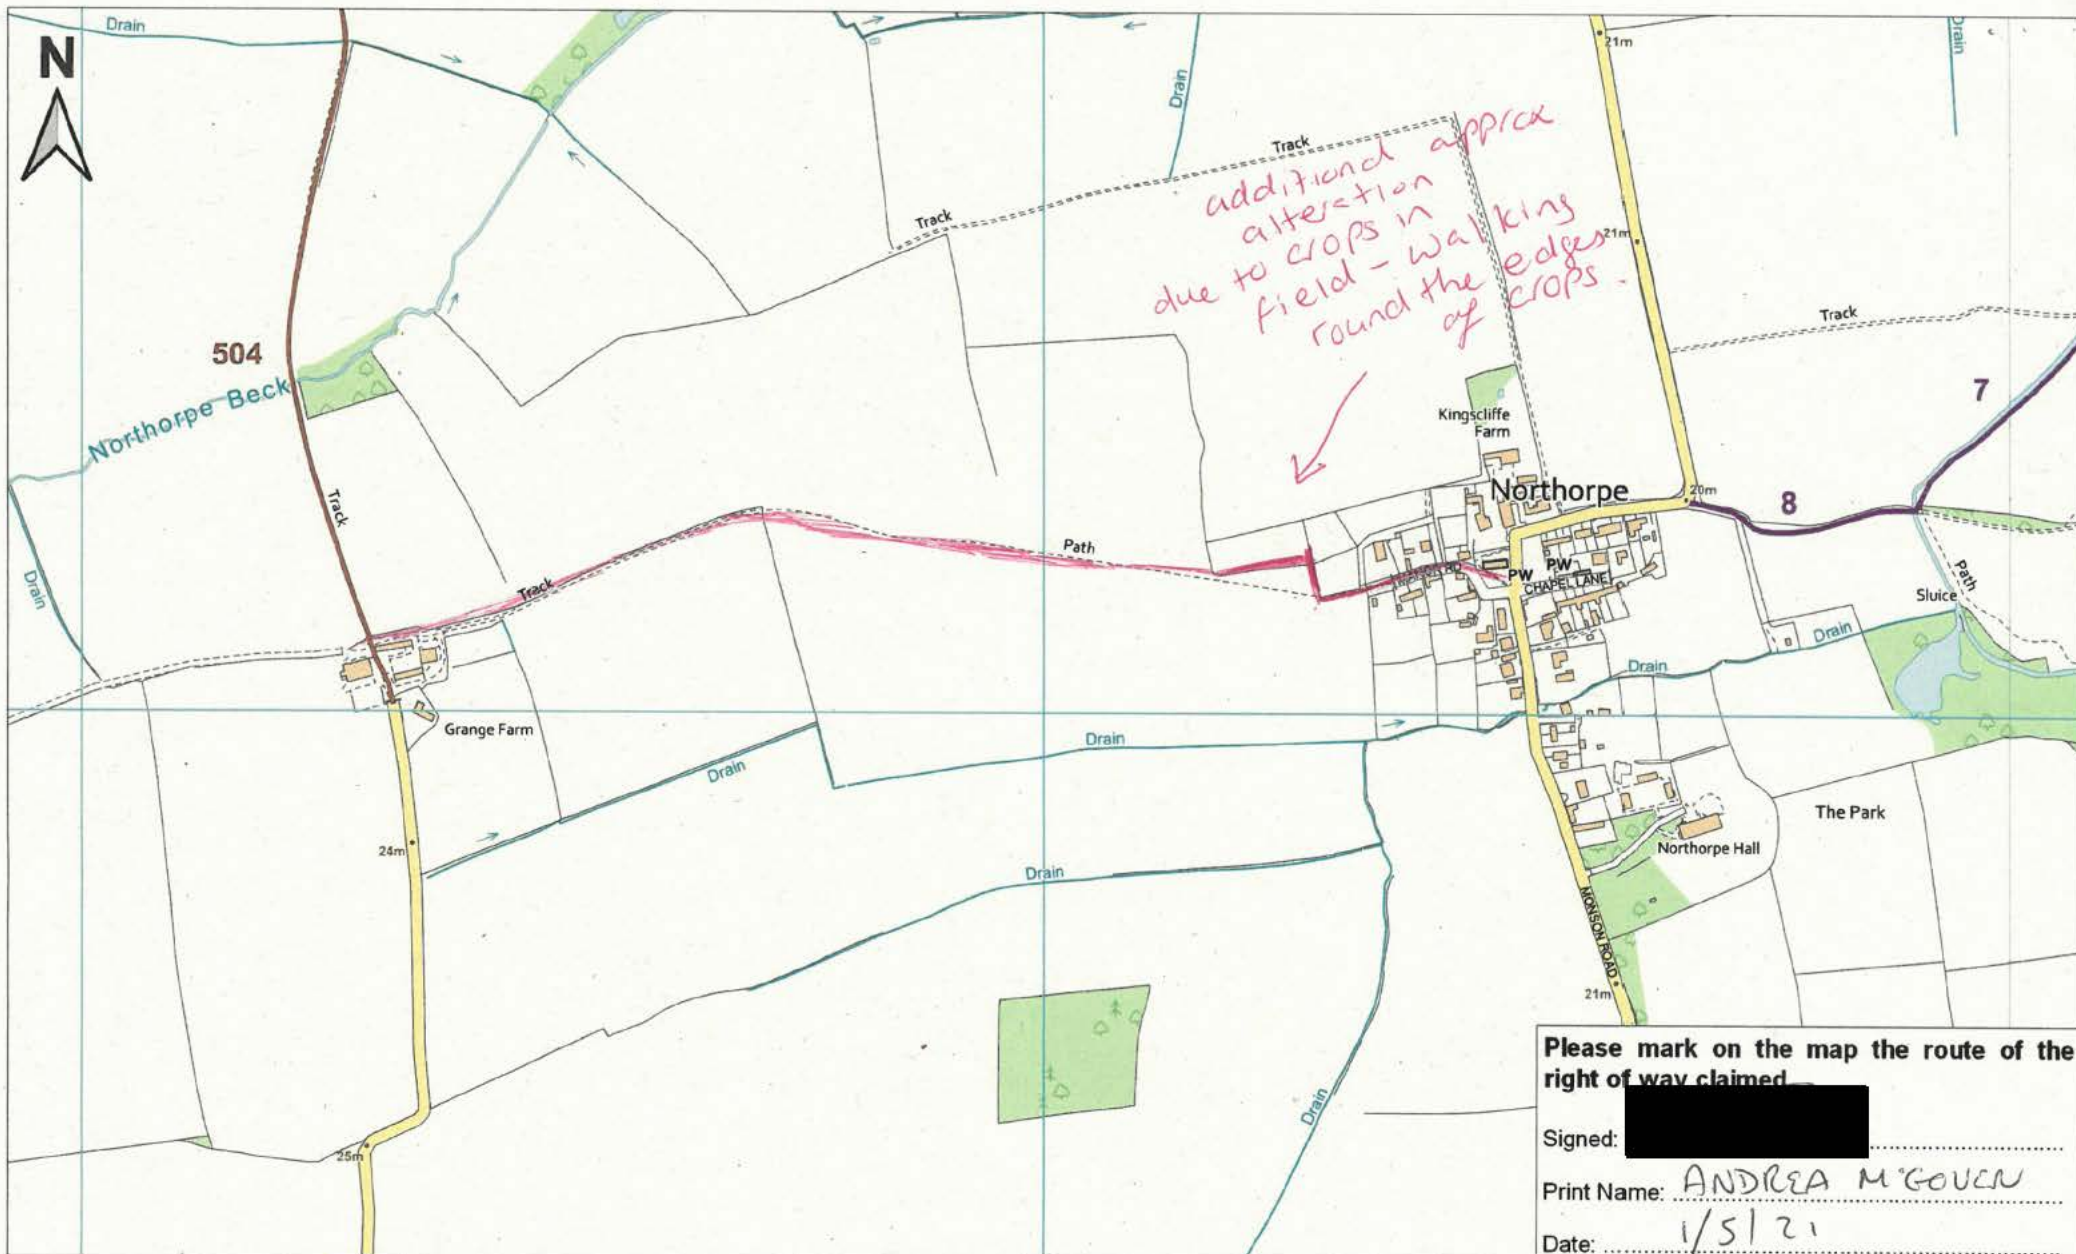 Drain
N
Drain
21m
Drain
Track
additional approx
alteration
due to crops in
field - walking
round the edges
of crops.
Track
21m
Track
504
7
Northorpe Beck
Kingscliffe
Farm
Track
Northorpe
20m
8
Path
Drain
Track
PW
PW
CHAPEL LANE
Path
Sluice
Drain
Drain
Grange Farm
Drain
Drain
The Park
24m
Northorpe Hall
Drain
MONSON ROAD
21m
Drain
25m
Please mark on the map the route of the
right of way claimed
Signed:
Print Name: ANDREA M'GOVEN
Date: 1/5/21